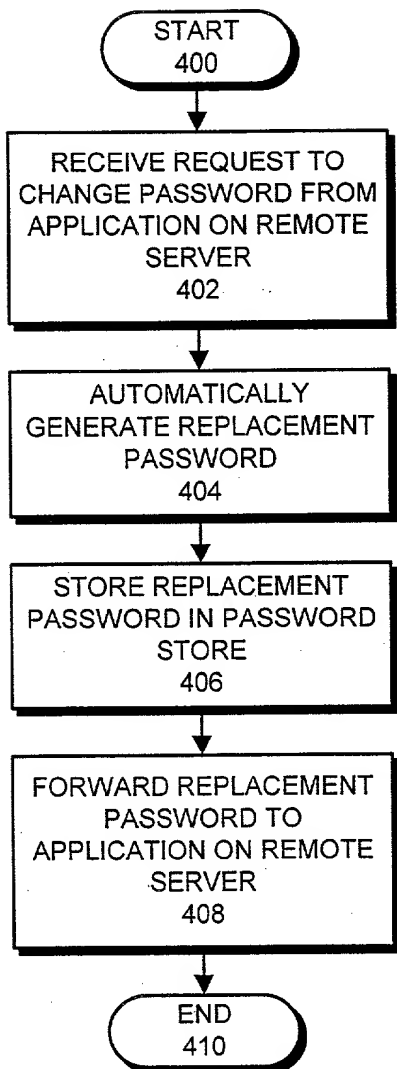 START
400
RECEIVE REQUEST TO
CHANGE PASSWORD FROM
APPLICATION ON REMOTE
SERVER
402
AUTOMATICALLY
GENERATE REPLACEMENT
PASSWORD
404
STORE REPLACEMENT
PASSWORD IN PASSWORD
STORE
406
FORWARD REPLACEMENT
PASSWORD TO
APPLICATION ON REMOTE
SERVER
408
END
410